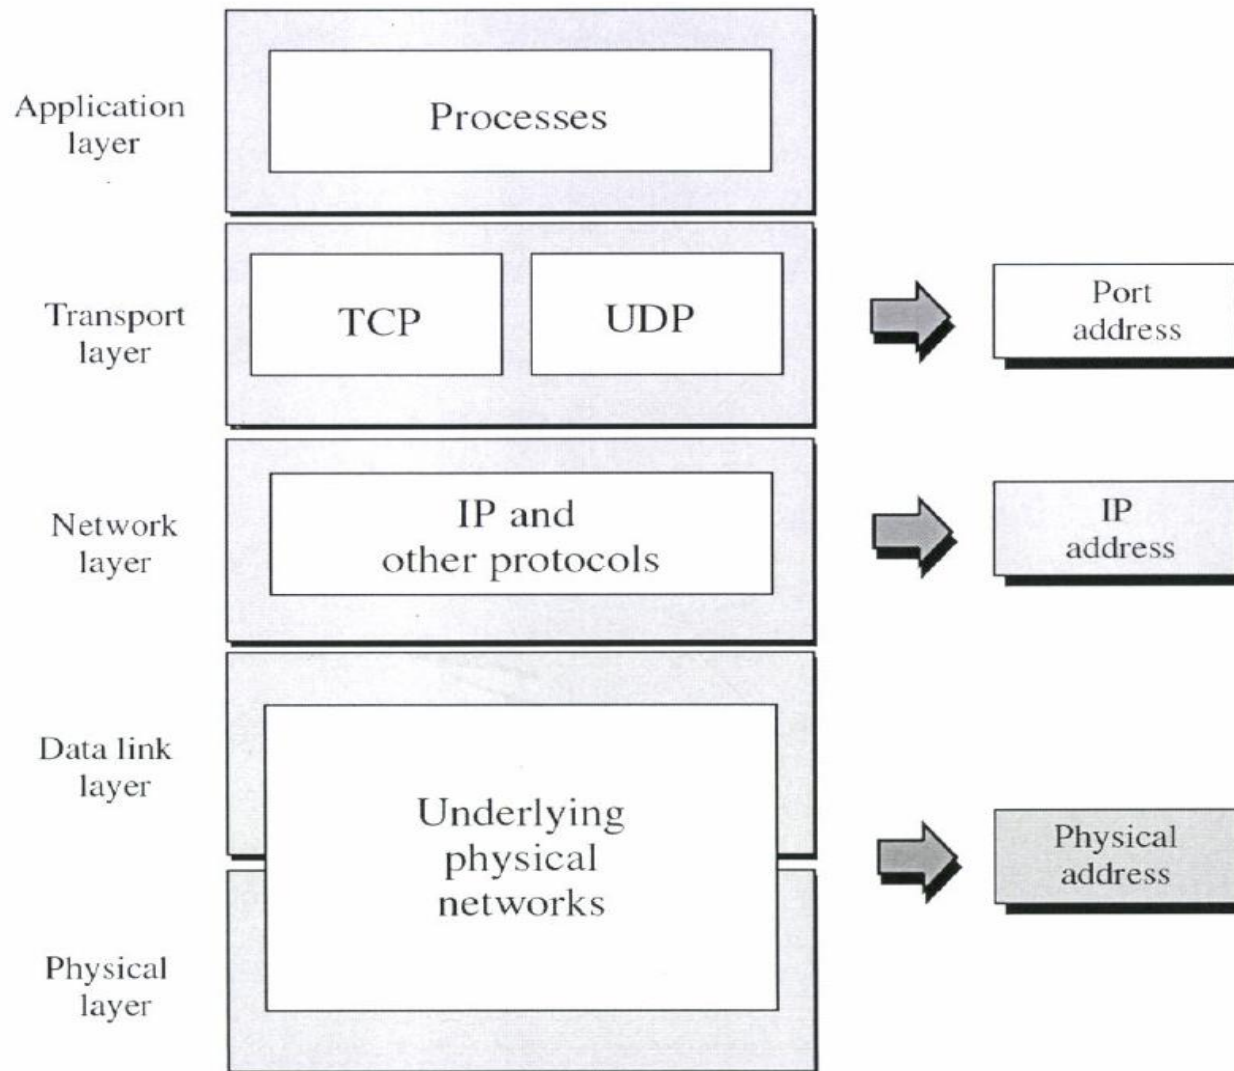 Application
layer
Processes
Transport
layer
TCP
UDP
Port
address
Network
layer
IP and
other protocols
IP
address
Data link
layer
Underlying
physical
networks
Physical
address
Physical
layer